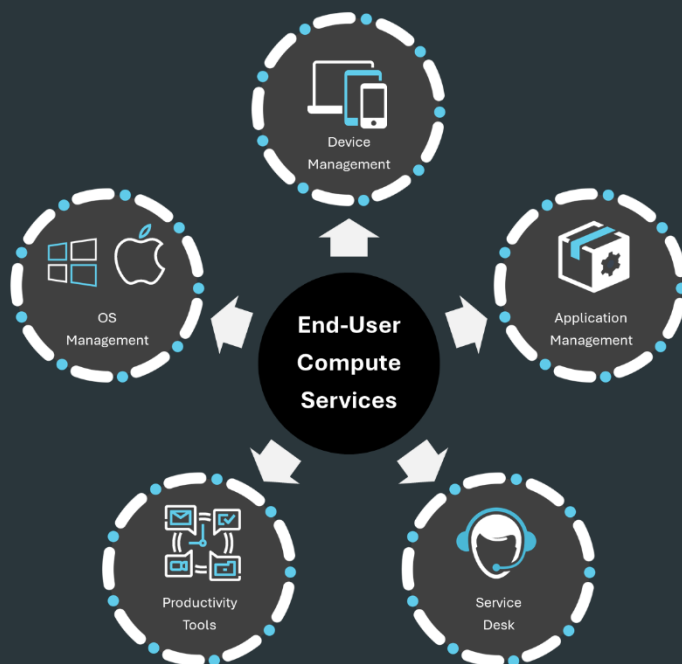 Device
Management
OS
Management
Application
Management
End-User
Compute
Services
Productivity
Tools
Service
Desk